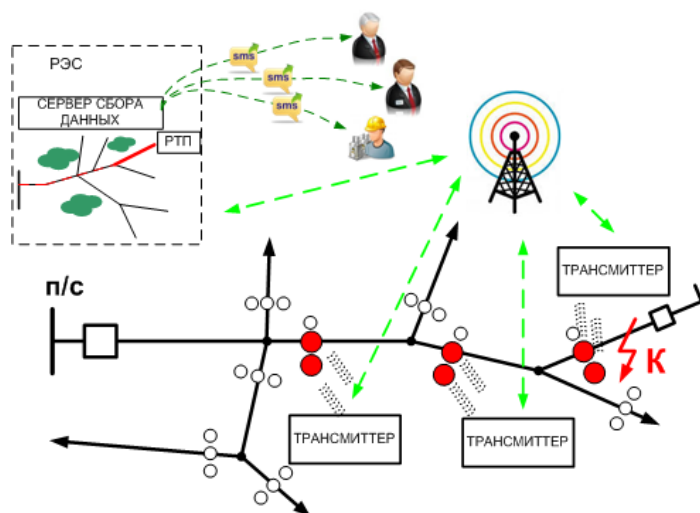 РЭС
sms
sms
sms
СЕРВЕР СБОРА
ДАННЫХ
РТП
ТРАНСМИТТЕР
п/с
К
ТРАНСМИТТЕР
ТРАНСМИТТЕР